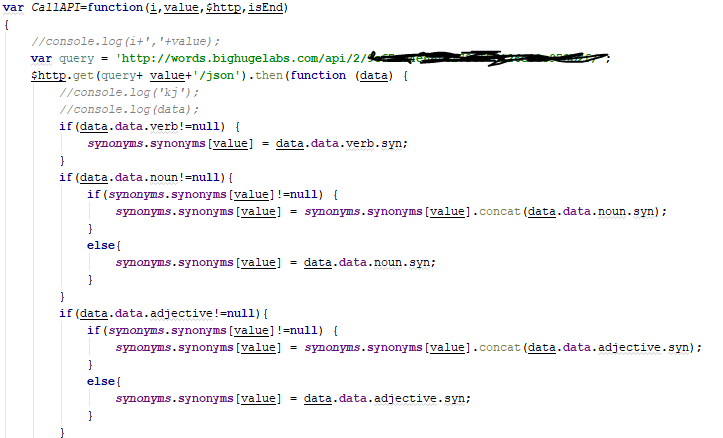 var CallAPI=function(i,value,$http,isEnd)
{
    //console.log(i+','+value);
    var query = 'http://words.bighugelabs.com/api/2/ ;
    $http.get(query+ value+'/json').then(function (data) {
        //console.log('kj');
        //console.log(data);
        if(data.data.verb!=null) {
            synonyms.synonyms[value] = data.data.verb.syn;
        }
        if(data.data.noun!=null){
            if(synonyms.synonyms[value]!=null) {
                synonyms.synonyms[value] = synonyms.synonyms[value].concat(data.data.noun.syn);
            }
            else{
                synonyms.synonyms[value] = data.data.noun.syn;
            }
        }
        if(data.data.adjective!=null){
            if(synonyms.synonyms[value]!=null) {
                synonyms.synonyms[value] = synonyms.synonyms[value].concat(data.data.adjective.syn);
            }
            else{
                synonyms.synonyms[value] = data.data.adjective.syn;
            }
        }